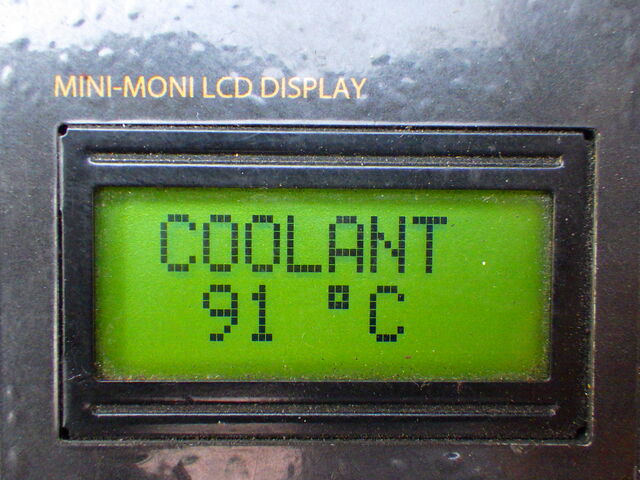 MINI-MONI LCD DISPLAY
COOLANT
91 °C